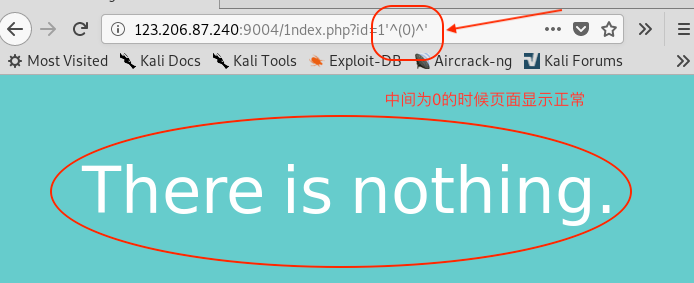 123.206.87.240:9004/1ndex.php?id=1'^(0)^'
Most Visited Kali Docs Kali Tools Exploit-DB Aircrack-ng Kali Forums
中间为0的时候页面显示正常
There is nothing.